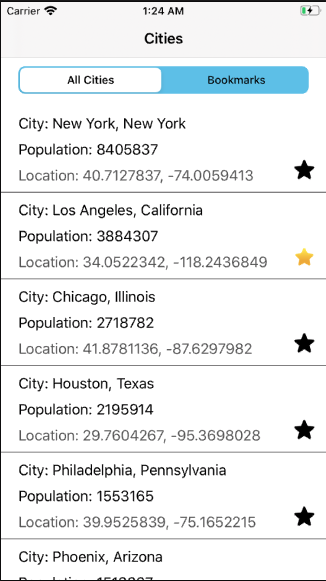 Carrier 1:24 AM
Cities
All Cities Bookmarks
City: New York, New York
Population: 8405837
Location: 40.7127837, -74.0059413
City: Los Angeles, California
Population: 3884307
Location: 34.0522342, -118.2436849
City: Chicago, Illinois
Population: 2718782
Location: 41.8781136, -87.6297982
City: Houston, Texas
Population: 2195914
Location: 29.7604267, -95.3698028
City: Philadelphia, Pennsylvania
Population: 1553165
Location: 39.9525839, -75.1652215
City: Phoenix, Arizona